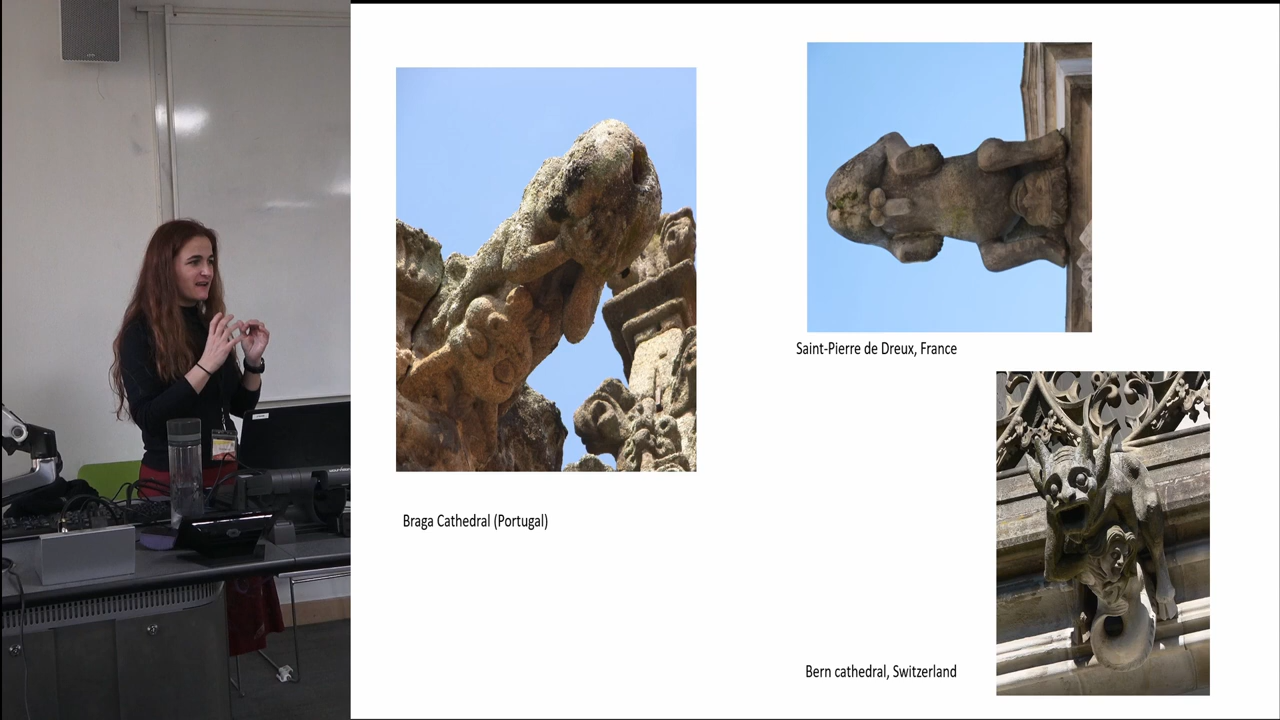 Saint-Pierre de Dreux, France
Braga Cathedral (Portugal)
Bern cathedral, Switzerland